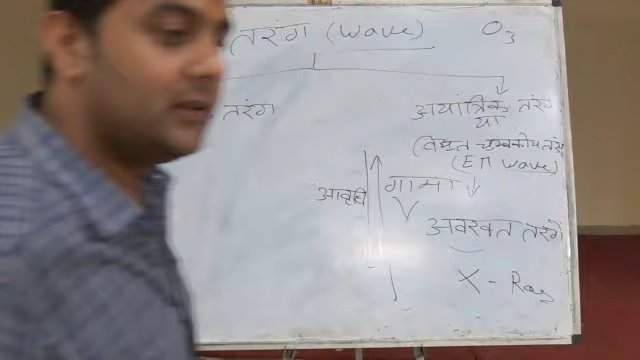 तरंग (wave)
O3
तरंग
अयांत्रिक तरंग
या
विद्युत चुम्बकीय तरंग
(EM wave)
आवृत्ति
गामा
अवरक्त तरंगें
X - Ray